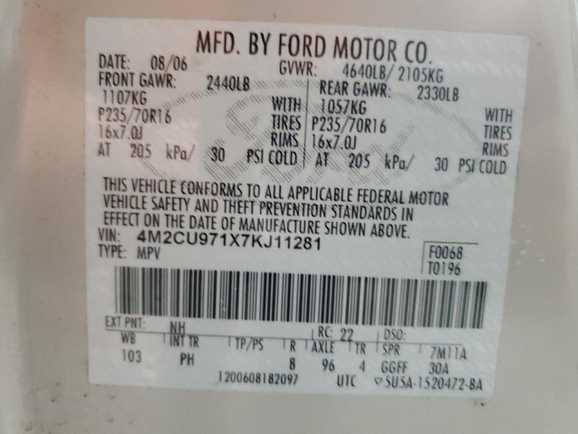 MFD. BY FORD MOTOR CO.
DATE: 08/06 GVWR: 4640LB/ 2105KG
FRONT GAWR: 2440LB REAR GAWR: 2330LB
1107KG WITH 1057KG WITH
P235/70R16 TIRES P235/70R16 TIRES
16x7.0J RIMS 16x7.0J RIMS
AT 205 kPa/ 30 PSI COLD AT 205 kPa/ 30 PSI COLD
THIS VEHICLE CONFORMS TO ALL APPLICABLE FEDERAL MOTOR
VEHICLE SAFETY AND THEFT PREVENTION STANDARDS IN
EFFECT ON THE DATE OF MANUFACTURE SHOWN ABOVE.
VIN: 4M2CU971X7KJ11281 F0068
TYPE: MPV T0196
EXT PNT: NH RC: 22 DSO:
WB INT TR TP/PS R AXLE TR SPR 7M11A
103 PH 8 96 4 GGFF 30A
1200608182097 UTC 5U5A-1520472-BA